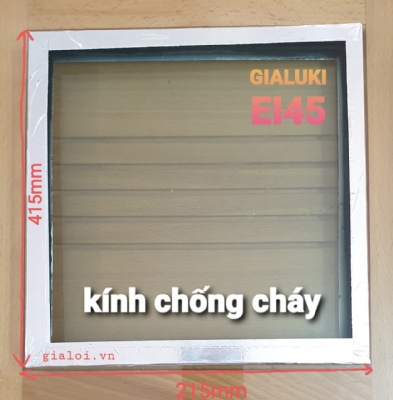 GIALUKI
EI45
415mm
kính chống cháy
gialoi.vn
215mm